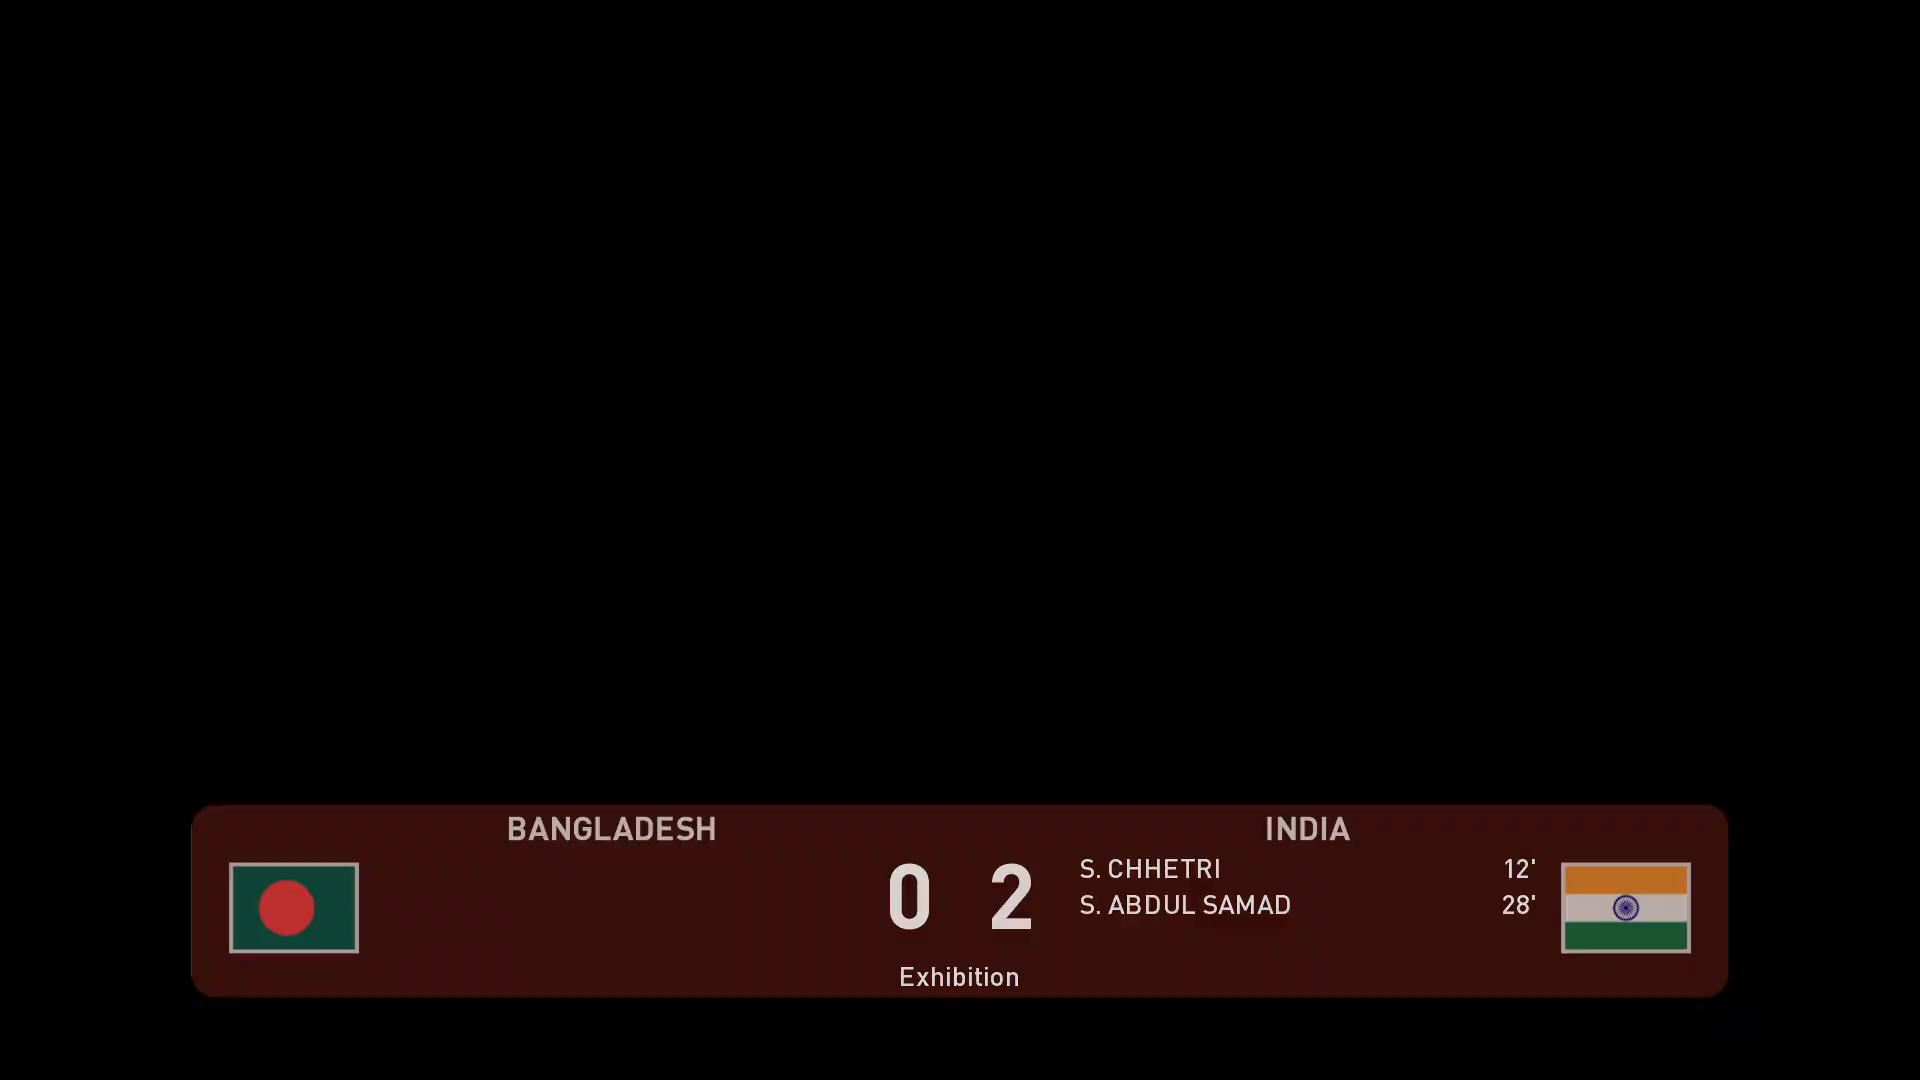 BANGLADESH
INDIA
0 2
S. CHHETRI 12'
S. ABDUL SAMAD 28'
Exhibition